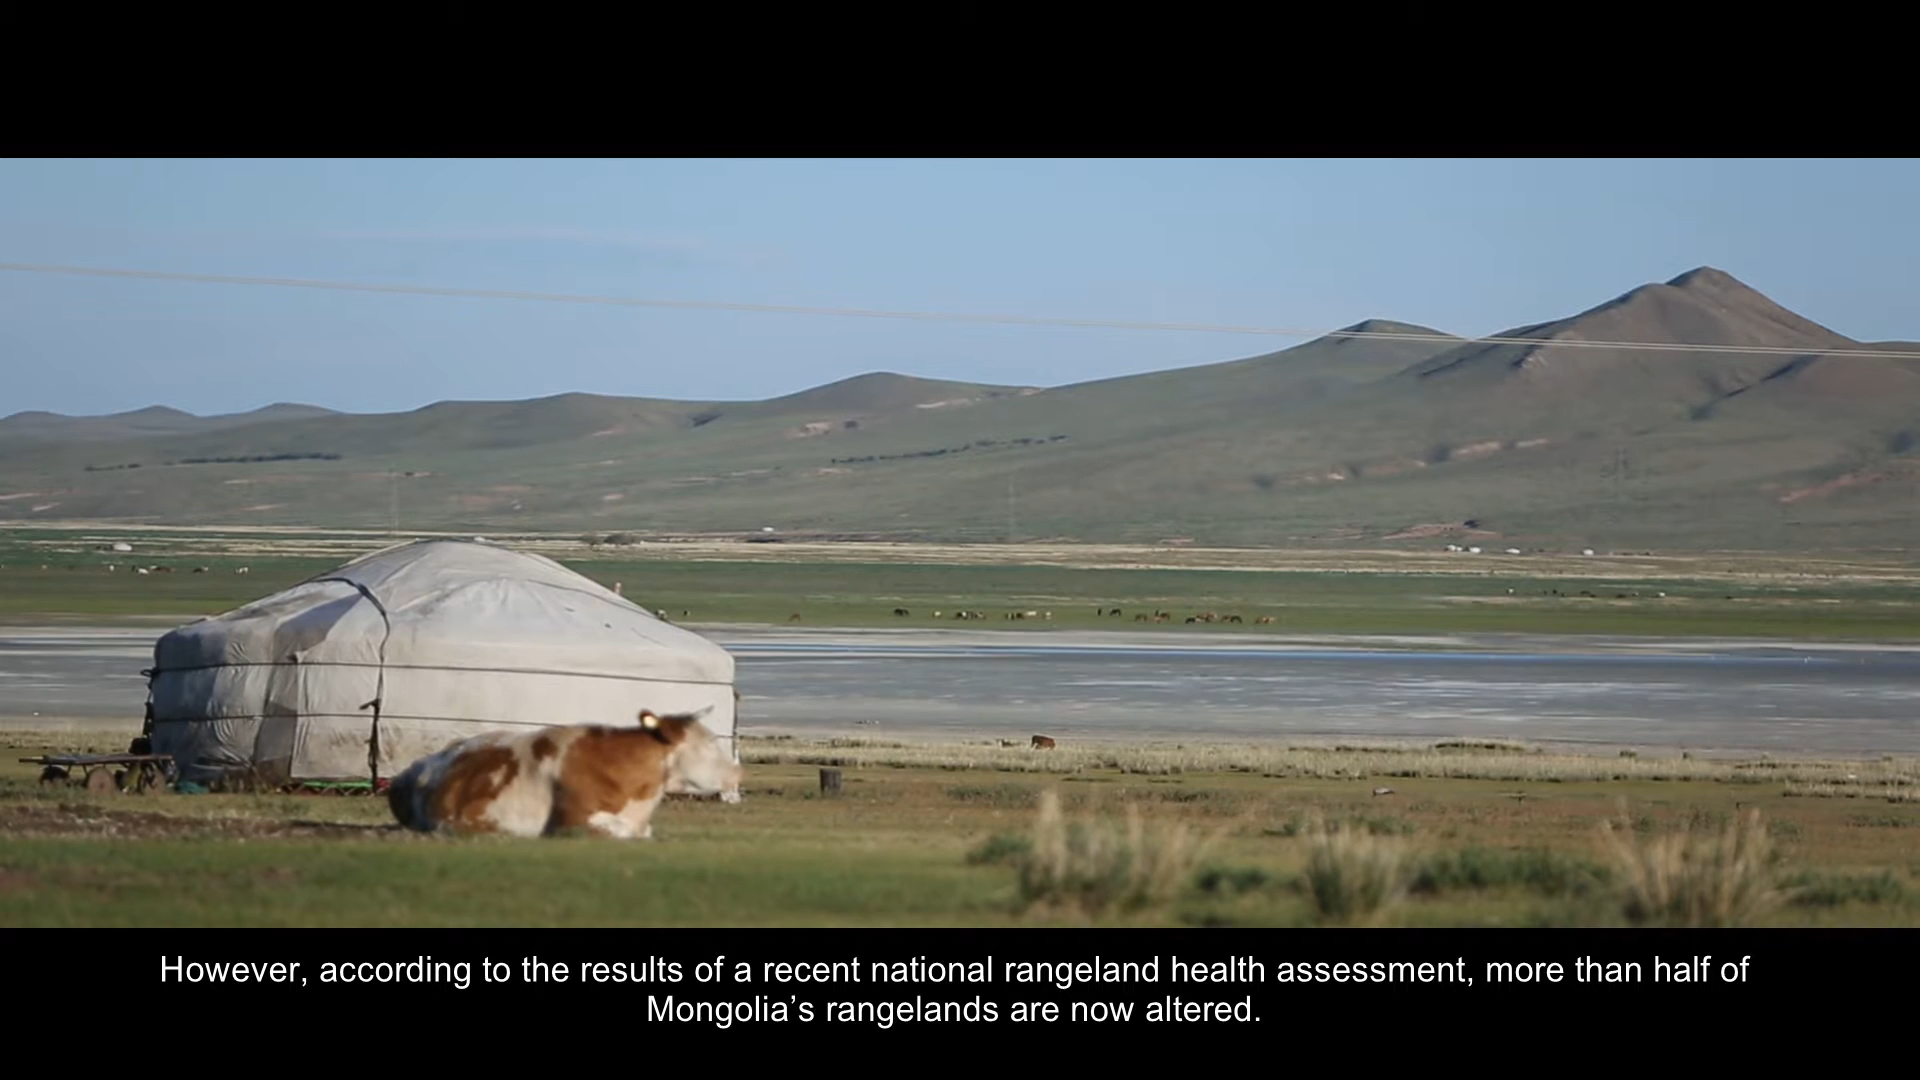 However, according to the results of a recent national rangeland health assessment, more than half of
Mongolia’s rangelands are now altered.